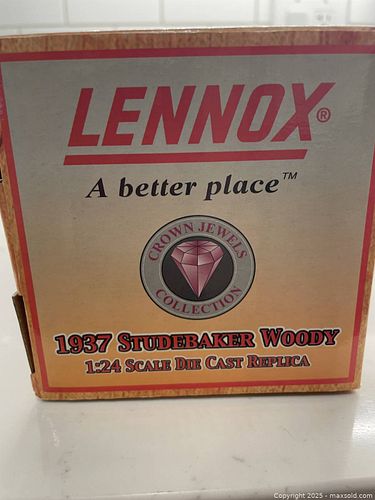 LENNOX®
A better place™
CROWN JEWELS
COLLECTION
1937 STUDEBAKER WOODY
1:24 SCALE DIE CAST REPLICA
Copyright 2025 - maxsold.com